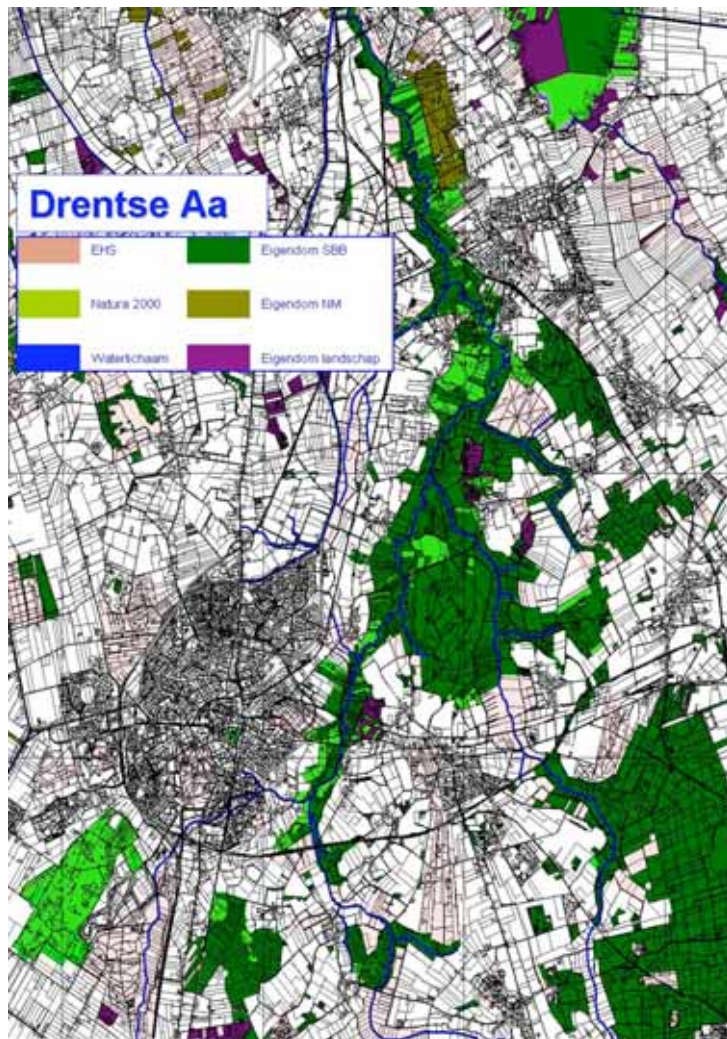 Drentse Aa
EHS
Eigendom SBB
Natura 2000
Eigendom NM
Waterlichaam
Eigendom landschap